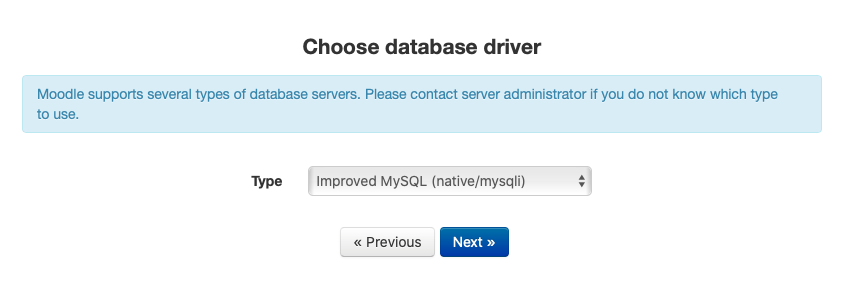 Choose database driver
Moodle supports several types of database servers. Please contact server administrator if you do not know which type
to use.
Type
Improved MySQL (native/mysqli)
« Previous
Next »